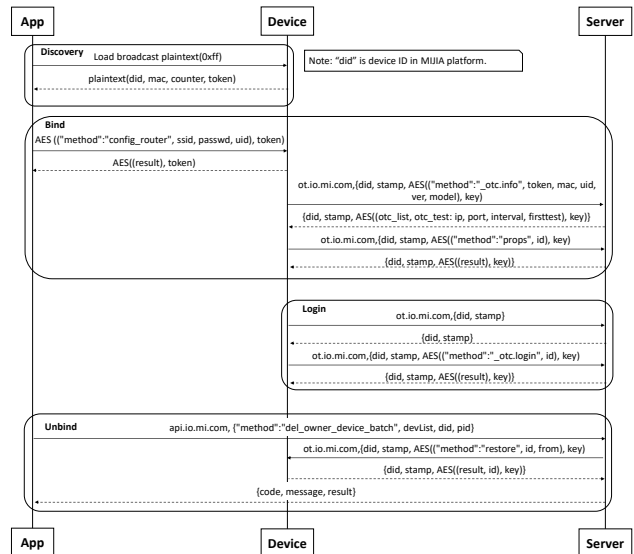 App Device Server
Discovery
Load broadcast plaintext(0xff)
Note: “did” is device ID in MIJIA platform.
plaintext(did, mac, counter, token)
Bind
AES (("method":"config_router", ssid, passwd, uid), token)
AES((result), token)
ot.io.mi.com,{did, stamp, AES(("method":"_otc.info", token, mac, uid,
ver, model), key)
{did, stamp, AES((otc_list, otc_test: ip, port, interval, firsttest), key)}
ot.io.mi.com,{did, stamp, AES(("method":"props", id), key)
{did, stamp, AES((result), key)}
Login
ot.io.mi.com,{did, stamp}
{did, stamp}
ot.io.mi.com,{did, stamp, AES(("method":"_otc.login", id), key)
{did, stamp, AES((result), key)}
Unbind
api.io.mi.com, {"method":"del_owner_device_batch", devList, did, pid}
ot.io.mi.com,{did, stamp, AES(("method":"restore", id, from), key)
{did, stamp, AES((result, id), key)}
{code, message, result}
App Device Server